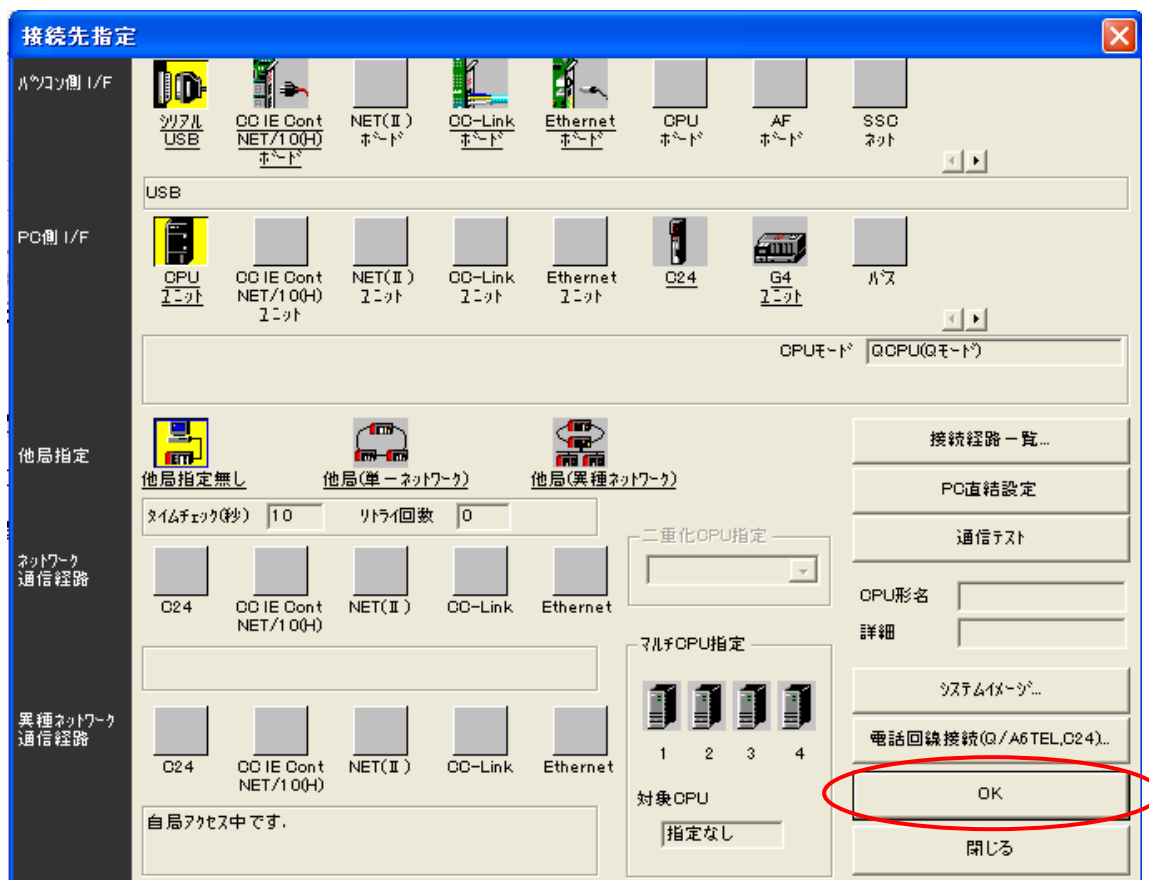 接続先指定
ﾊﾟｿｺﾝ側 I/F
ｼﾘｱﾙ
USB
CC IE Cont
NET/10(H)
ﾎﾞｰﾄﾞ
NET(Ⅱ)
ﾎﾞｰﾄﾞ
CC-Link
ﾎﾞｰﾄﾞ
Ethernet
ﾎﾞｰﾄﾞ
CPU
ﾎﾞｰﾄﾞ
AF
ﾎﾞｰﾄﾞ
SSC
ﾈｯﾄ
USB
PC側 I/F
CPU
ﾕﾆｯﾄ
CC IE Cont
NET/10(H)
ﾕﾆｯﾄ
NET(Ⅱ)
ﾕﾆｯﾄ
CC-Link
ﾕﾆｯﾄ
Ethernet
ﾕﾆｯﾄ
C24
G4
ﾕﾆｯﾄ
ﾊﾞｽ
CPUﾓｰﾄﾞ QCPU(Qﾓｰﾄﾞ)
他局指定
他局指定無し
他局(単一ﾈｯﾄﾜｰｸ)
他局(異種ﾈｯﾄﾜｰｸ)
ﾀｲﾑﾁｪｯｸ(秒) 10 ﾘﾄﾗｲ回数 0
接続経路一覧...
PC直結設定
通信ﾃｽﾄ
二重化CPU指定
ﾈｯﾄﾜｰｸ
通信経路
C24
CC IE Cont
NET/10(H)
NET(Ⅱ)
CC-Link
Ethernet
CPU形名
詳細
ﾏﾙﾁCPU指定
1 2 3 4
対象CPU
指定なし
ｼｽﾃﾑｲﾒｰｼﾞ...
電話回線接続(Q/A6TEL,C24)...
OK
閉じる
異種ﾈｯﾄﾜｰｸ
通信経路
C24
CC IE Cont
NET/10(H)
NET(Ⅱ)
CC-Link
Ethernet
自局ｱｸｾｽ中です.